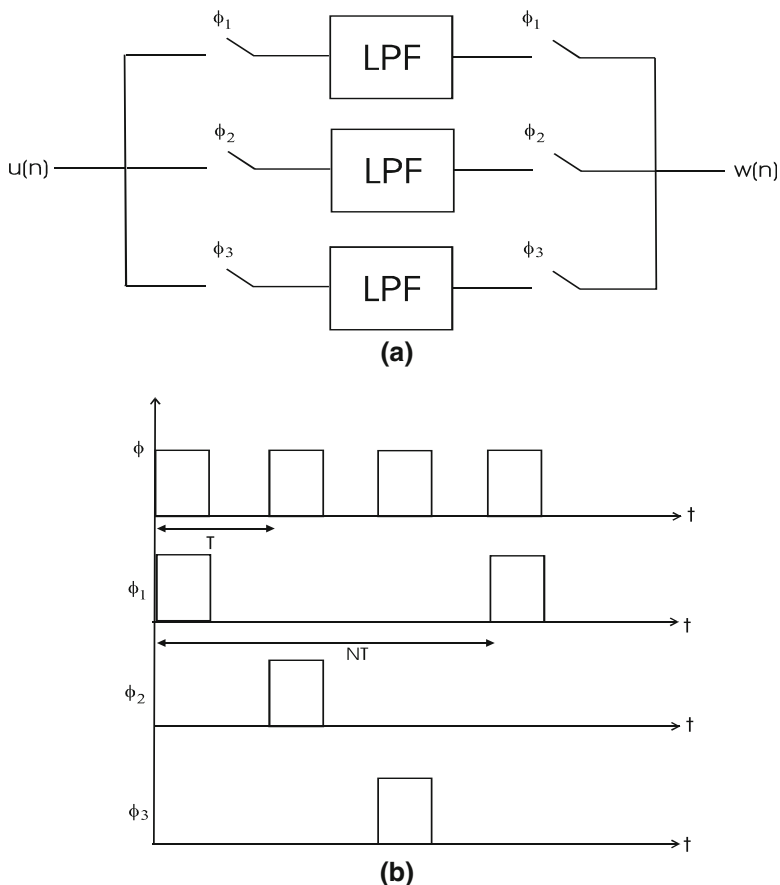 ϕ1 LPF ϕ1
ϕ2 LPF ϕ2
u(n) w(n)
ϕ3 LPF ϕ3
(a)
ϕ
t
T
ϕ1
t
NT
ϕ2
t
ϕ3
t
(b)